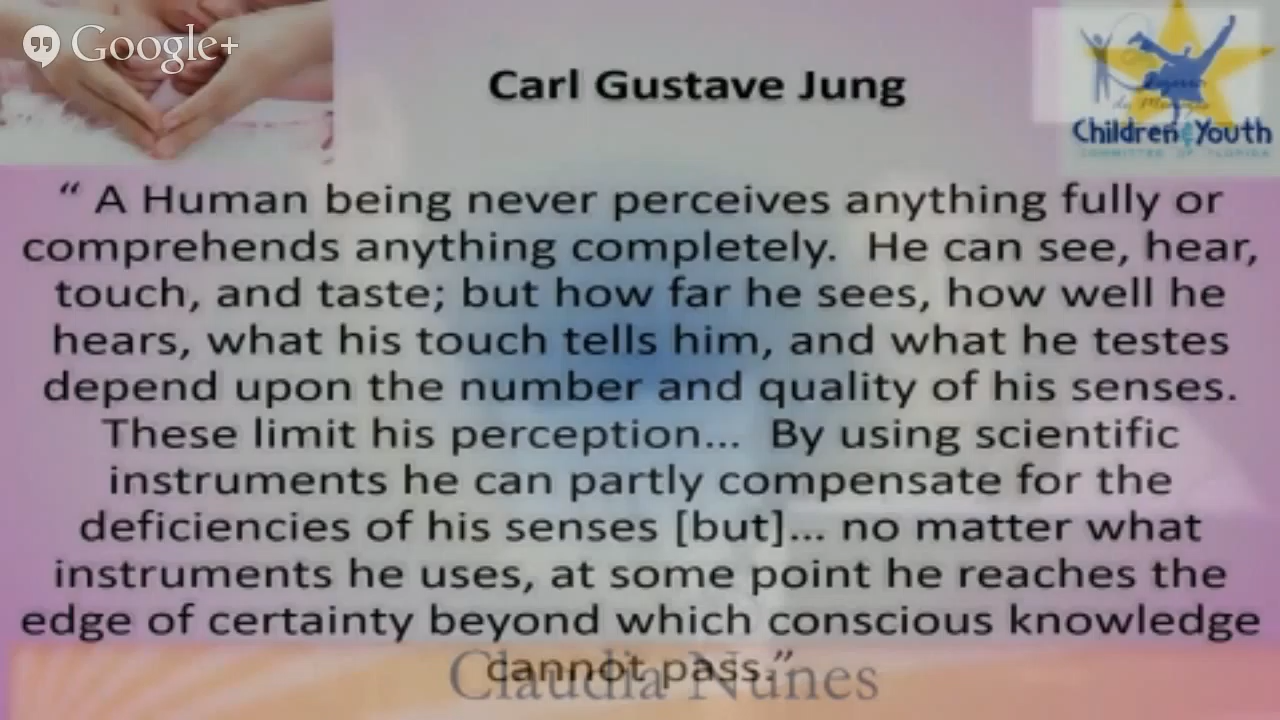 Google+
Carl Gustave Jung
Children & Youth
COMMITTEE OF FLORIDA
“ A Human being never perceives anything fully or
comprehends anything completely.  He can see, hear,
touch, and taste; but how far he sees, how well he
hears, what his touch tells him, and what he testes
depend upon the number and quality of his senses.
These limit his perception...  By using scientific
instruments he can partly compensate for the
deficiencies of his senses [but]... no matter what
instruments he uses, at some point he reaches the
edge of certainty beyond which conscious knowledge
cannot pass.”
Claudia Nunes